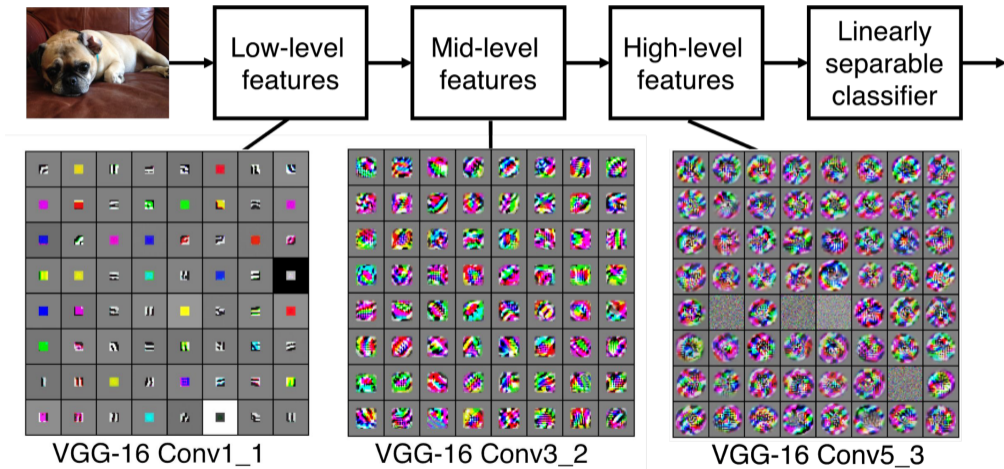 Low-level
features
Mid-level
features
High-level
features
Linearly
separable
classifier
VGG-16 Conv1_1
VGG-16 Conv3_2
VGG-16 Conv5_3